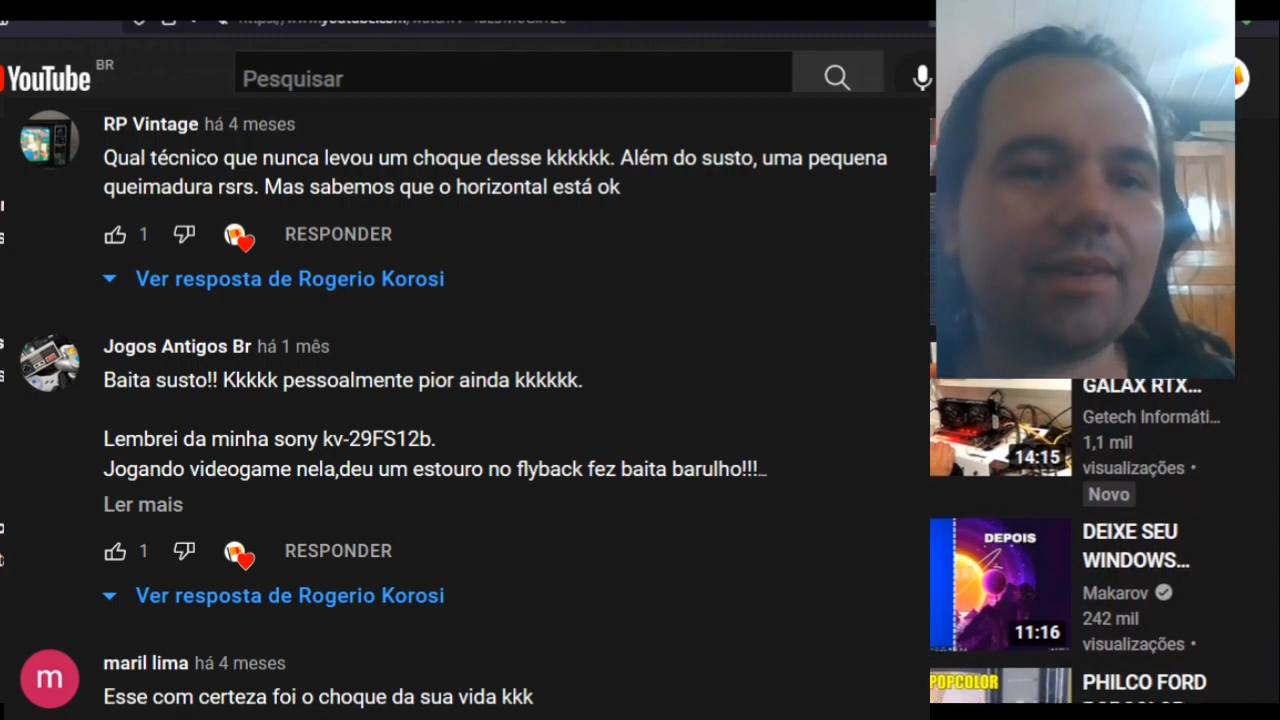 YouTube BR
Pesquisar
RP Vintage há 4 meses
Qual técnico que nunca levou um choque desse kkkkkk. Além do susto, uma pequena
queimadura rsrs. Mas sabemos que o horizontal está ok
1 RESPONDER
Ver resposta de Rogerio Korosi
Jogos Antigos Br há 1 mês
Baita susto!! Kkkkk pessoalmente pior ainda kkkkkk.
Lembrei da minha sony kv-29FS12b.
Jogando videogame nela,deu um estouro no flyback fez baita barulho!!!...
Ler mais
1 RESPONDER
Ver resposta de Rogerio Korosi
m
maril lima há 4 meses
Esse com certeza foi o choque da sua vida kkk
GALAX RTX...
Getech Informáti...
1,1 mil
visualizações •
Novo
14:15
DEPOIS
11:16
DEIXE SEU
WINDOWS...
Makarov
242 mil
visualizações •
POPCOLOR
PHILCO FORD